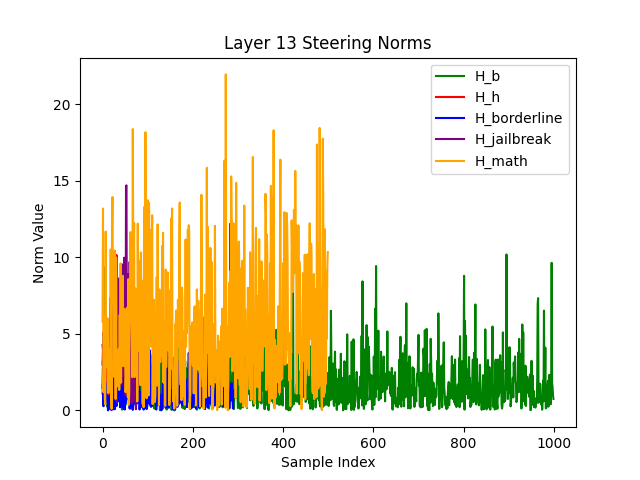 Layer 13 Steering Norms
H_b
H_h
H_borderline
H_jailbreak
H_math
Norm Value
20
15
10
5
0
0 200 400 600 800 1000
Sample Index